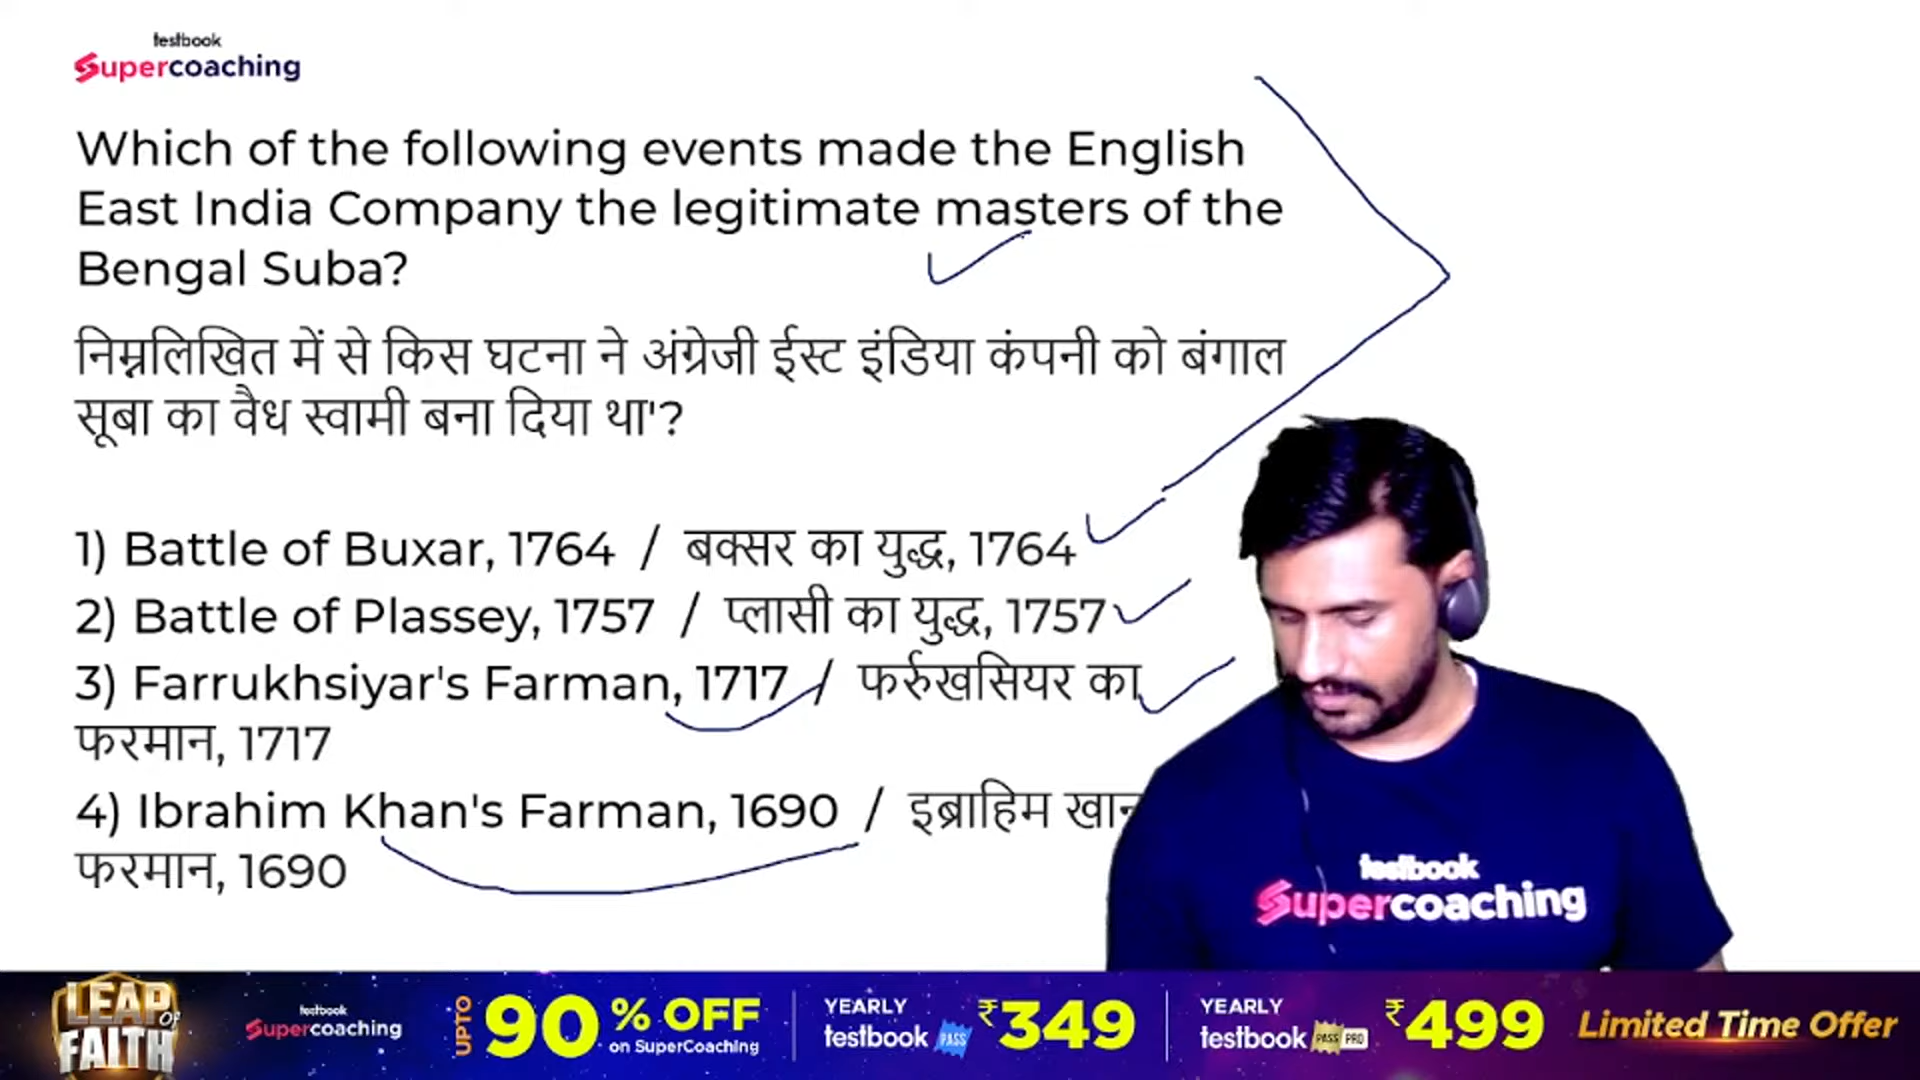 testbook
Supercoaching
Which of the following events made the English
East India Company the legitimate masters of the
Bengal Suba?
निम्नलिखित में से किस घटना ने अंग्रेजी ईस्ट इंडिया कंपनी को बंगाल
सूबा का वैध स्वामी बना दिया था'?
1) Battle of Buxar, 1764 / बक्सर का युद्ध, 1764
2) Battle of Plassey, 1757 / प्लासी का युद्ध, 1757
3) Farrukhsiyar's Farman, 1717 / फर्रुखसियर का
फरमान, 1717
4) Ibrahim Khan's Farman, 1690 / इब्राहिम खान
फरमान, 1690
testbook
Supercoaching
LEAP OF FAITH
testbook
Supercoaching
UPTO 90% OFF
on SuperCoaching
YEARLY
testbook PASS ₹349
YEARLY
testbook PASS PRO ₹499
Limited Time Offer